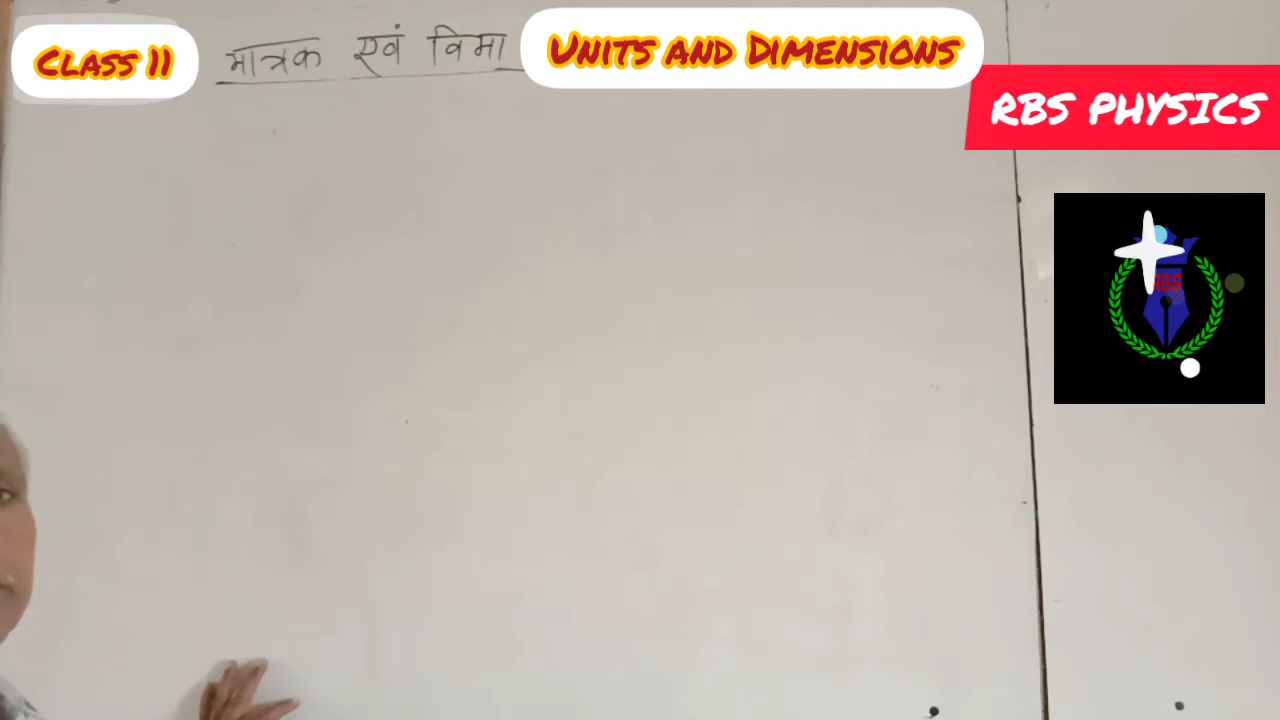 Class 11
मात्रक एवं विमा
Units and Dimensions
RBS PHYSICS
RBS